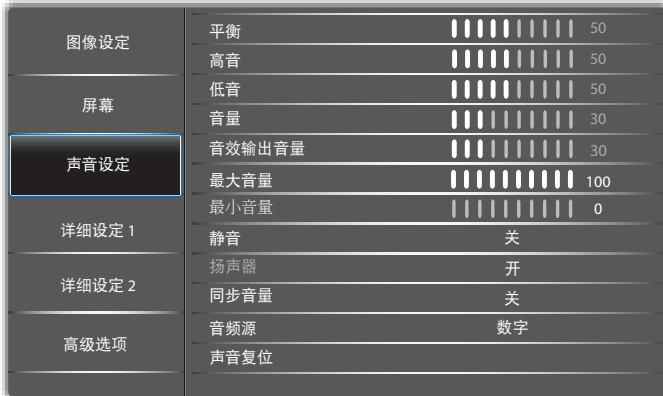 图像设定
屏幕
声音设定
详细设定 1
详细设定 2
高级选项
平衡 50
高音 50
低音 50
音量 30
音效输出音量 30
最大音量 100
最小音量 0
静音 关
扬声器 开
同步音量 关
音频源 数字
声音复位